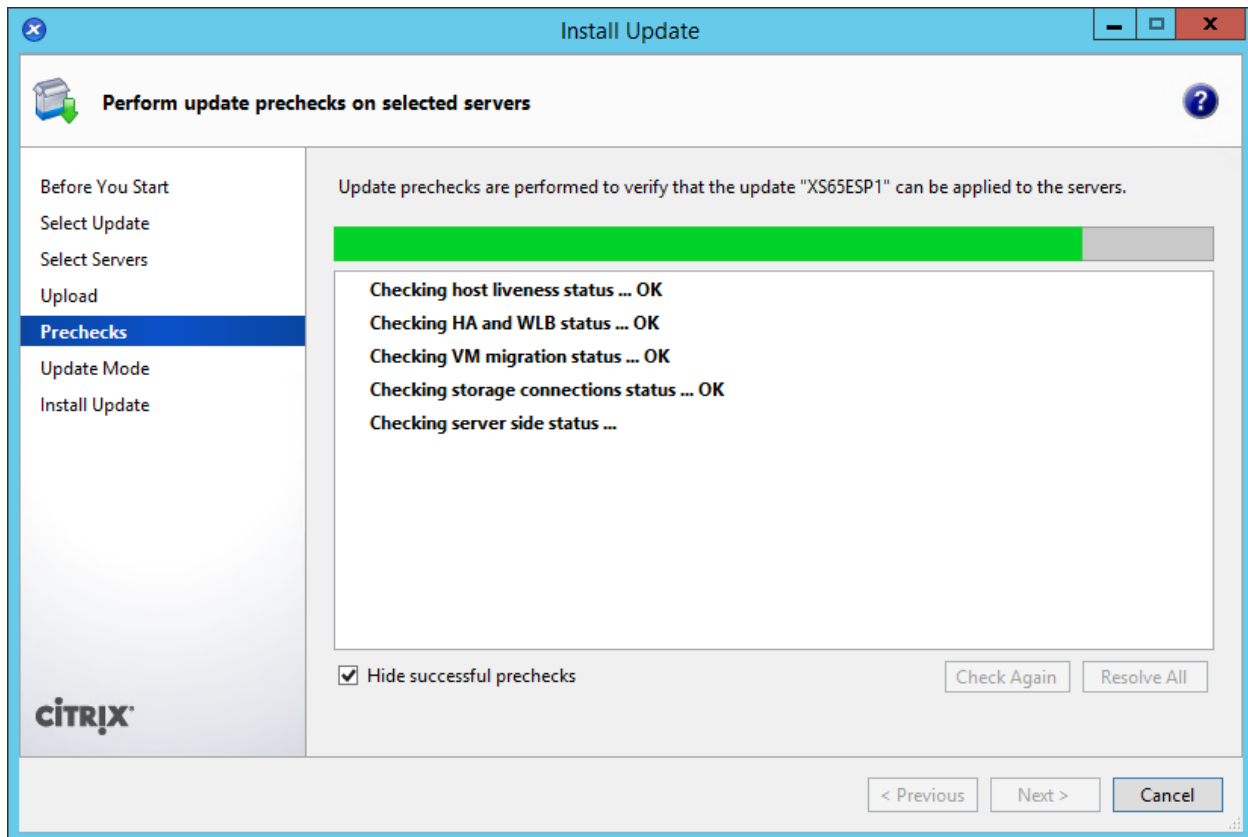 Install Update
Perform update prechecks on selected servers
?
Before You Start
Select Update
Select Servers
Upload
Prechecks
Update Mode
Install Update
Update prechecks are performed to verify that the update "XS65ESP1" can be applied to the servers.
Checking host liveness status ... OK
Checking HA and WLB status ... OK
Checking VM migration status ... OK
Checking storage connections status ... OK
Checking server side status ...
Hide successful prechecks
Check Again
Resolve All
CİTRỊX
< Previous
Next >
Cancel